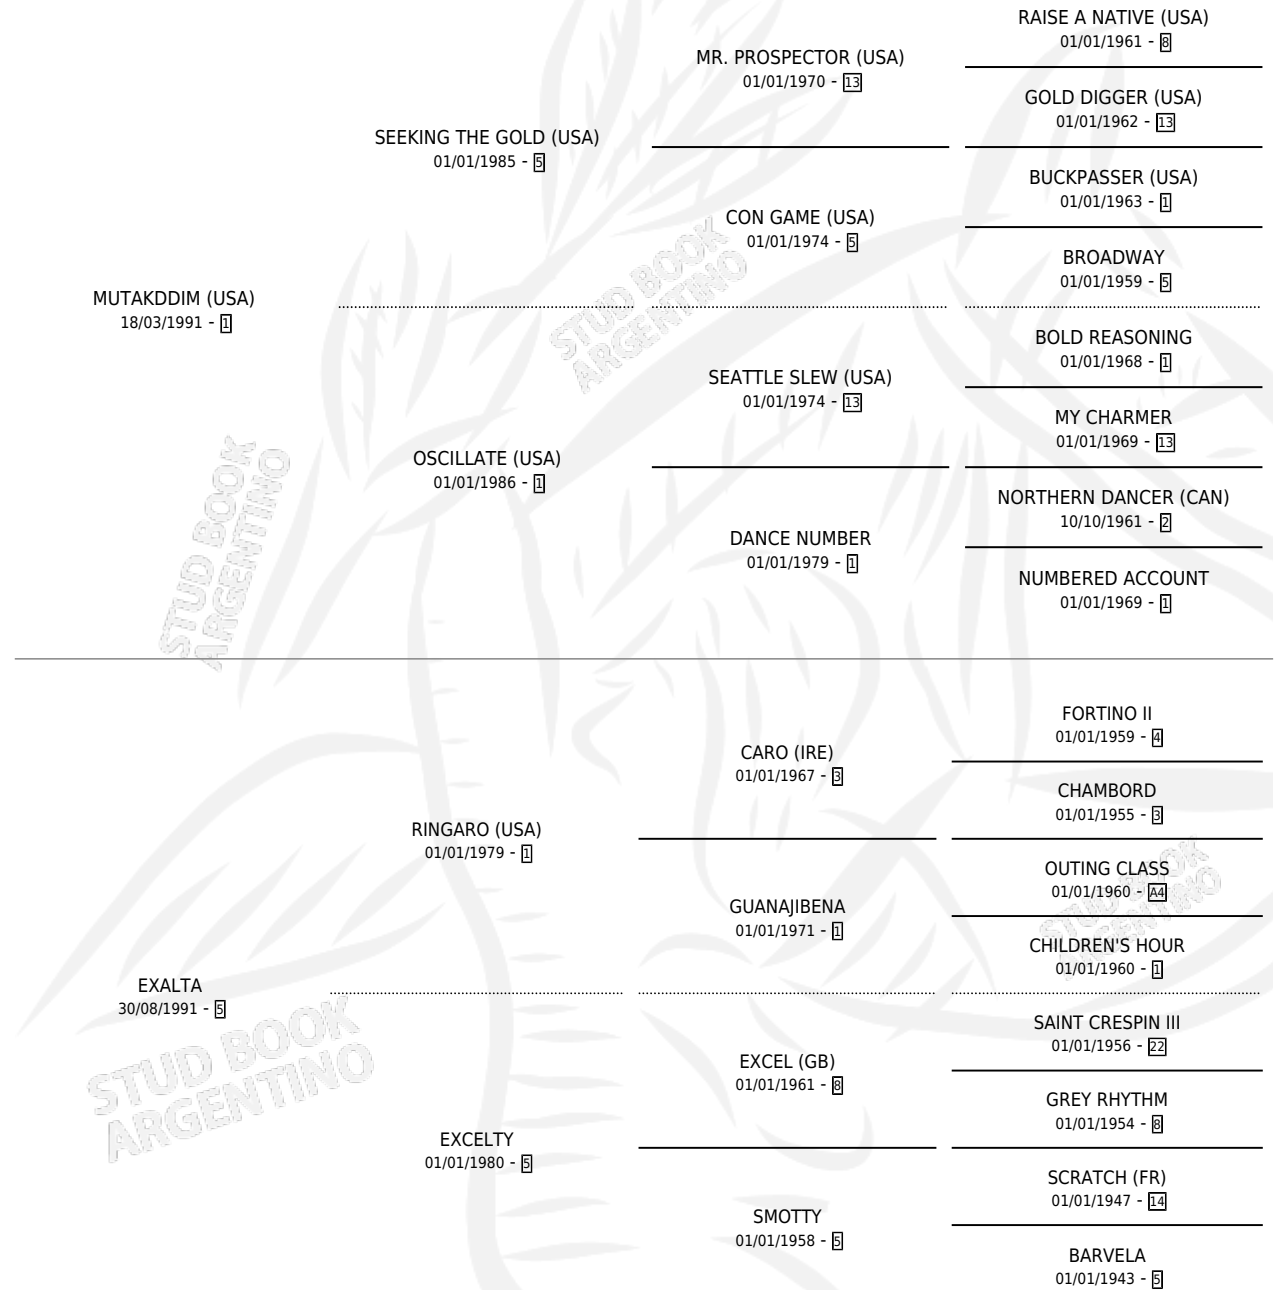 RAISE A NATIVE (USA)
01/01/1961 - 8
MR. PROSPECTOR (USA)
01/01/1970 - 13
GOLD DIGGER (USA)
01/01/1962 - 13
SEEKING THE GOLD (USA)
01/01/1985 - 5
BUCKPASSER (USA)
01/01/1963 - 1
CON GAME (USA)
01/01/1974 - 5
BROADWAY
01/01/1959 - 5
MUTAKDDIM (USA)
18/03/1991 - 1
BOLD REASONING
01/01/1968 - 1
SEATTLE SLEW (USA)
01/01/1974 - 13
MY CHARMER
01/01/1969 - 13
OSCILLATE (USA)
01/01/1986 - 1
NORTHERN DANCER (CAN)
10/10/1961 - 2
DANCE NUMBER
01/01/1979 - 1
NUMBERED ACCOUNT
01/01/1969 - 1
FORTINO II
01/01/1959 - 4
CARO (IRE)
01/01/1967 - 3
CHAMBORD
01/01/1955 - 3
RINGARO (USA)
01/01/1979 - 1
OUTING CLASS
01/01/1960 - A4
GUANAJIBENA
01/01/1971 - 1
CHILDREN'S HOUR
01/01/1960 - 1
EXALTA
30/08/1991 - 5
SAINT CRESPIN III
01/01/1956 - 22
EXCEL (GB)
01/01/1961 - 8
GREY RHYTHM
01/01/1954 - 8
EXCELTY
01/01/1980 - 5
SCRATCH (FR)
01/01/1947 - 14
SMOTTY
01/01/1958 - 5
BARVELA
01/01/1943 - 5
STUD BOOK
ARGENTINO
STUD BOOK
ARGENTINO
STUD BOOK
ARGENTINO
STUD BOOK
ARGENTINO